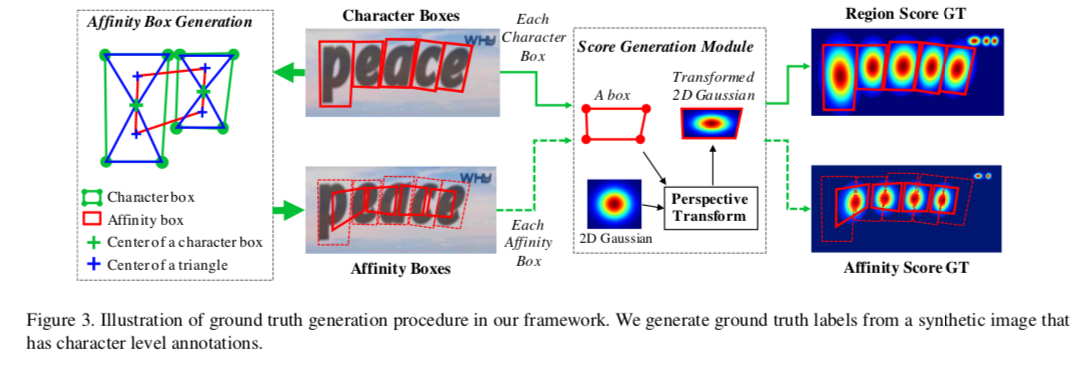 Affinity Box Generation
Character box
Affinity box
Center of a character box
Center of a triangle
Character Boxes
WHY
peace
WHY
peace
Affinity Boxes
Each
Character
Box
Each
Affinity
Box
Score Generation Module
A box
Transformed
2D Gaussian
2D Gaussian
Perspective
Transform
Region Score GT
Affinity Score GT
Figure 3. Illustration of ground truth generation procedure in our framework. We generate ground truth labels from a synthetic image that
has character level annotations.